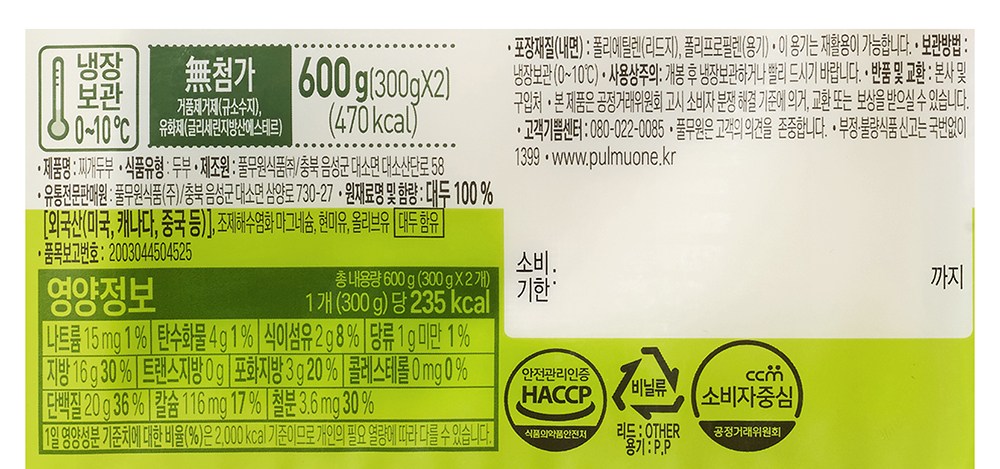 냉장
보관
0~10℃
無첨가
거품제거제(규소수지),
유화제(글리세린지방산에스테르)
600g(300gX2)
(470kcal)
•제품명:찌개두부 •식품유형:두부 •제조원:풀무원식품㈜/충북 음성군 대소면 대소산단로 58
•유통전문판매원:풀무원식품(주)/충북 음성군 대소면 삼양로 730-27 •원재료명 및 함량:대두 100 %
[외국산(미국, 캐나다, 중국 등)], 조제해수염화마그네슘, 현미유, 올리브유 대두 함유
•품목보고번호: 2003044504525
영양정보
총 내용량 600 g (300 g X 2 개)
1 개 (300 g) 당 235 kcal
나트륨 15 mg 1 % 탄수화물 4 g 1 % 식이섬유 2 g 8 % 당류 1 g 미만 1 %
지방 16 g 30 % 트랜스지방 0 g 포화지방 3 g 20 % 콜레스테롤 0 mg 0 %
단백질 20 g 36 % 칼슘 116 mg 17 % 철분 3.6 mg 30 %
1일 영양성분 기준치에 대한 비율(%)은 2,000 kcal 기준이므로 개인의 필요 열량에 따라 다를 수 있습니다.
•포장재질(내면):폴리에틸렌(리드지), 폴리프로필렌(용기) •이 용기는 재활용이 가능합니다. •보관방법:
냉장보관(0~10℃) •사용상주의:개봉 후 냉장보관하거나 빨리 드시기 바랍니다. •반품 및 교환:본사 및
구입처 •본 제품은 공정거래위원회 고시 소비자 분쟁 해결 기준에 의거, 교환 또는 보상을 받으실 수 있습니다.
•고객기쁨센터:080-022-0085 •풀무원은 고객의 의견을 존중합니다. •부정·불량식품 신고는 국번없이
1399 •www.pulmuone.kr
소비
기한:
까지
안전관리인증
HACCP
식품의약품안전처
비닐류
리드:OTHER
용기:P.P
ccm
소비자중심
공정거래위원회